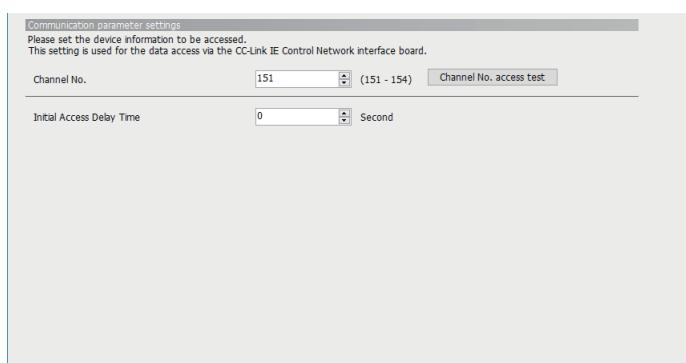 Communication parameter settings
Please set the device information to be accessed.
This setting is used for the data access via the CC-Link IE Control Network interface board.
Channel No. 151 (151 - 154) Channel No. access test
Initial Access Delay Time 0 Second